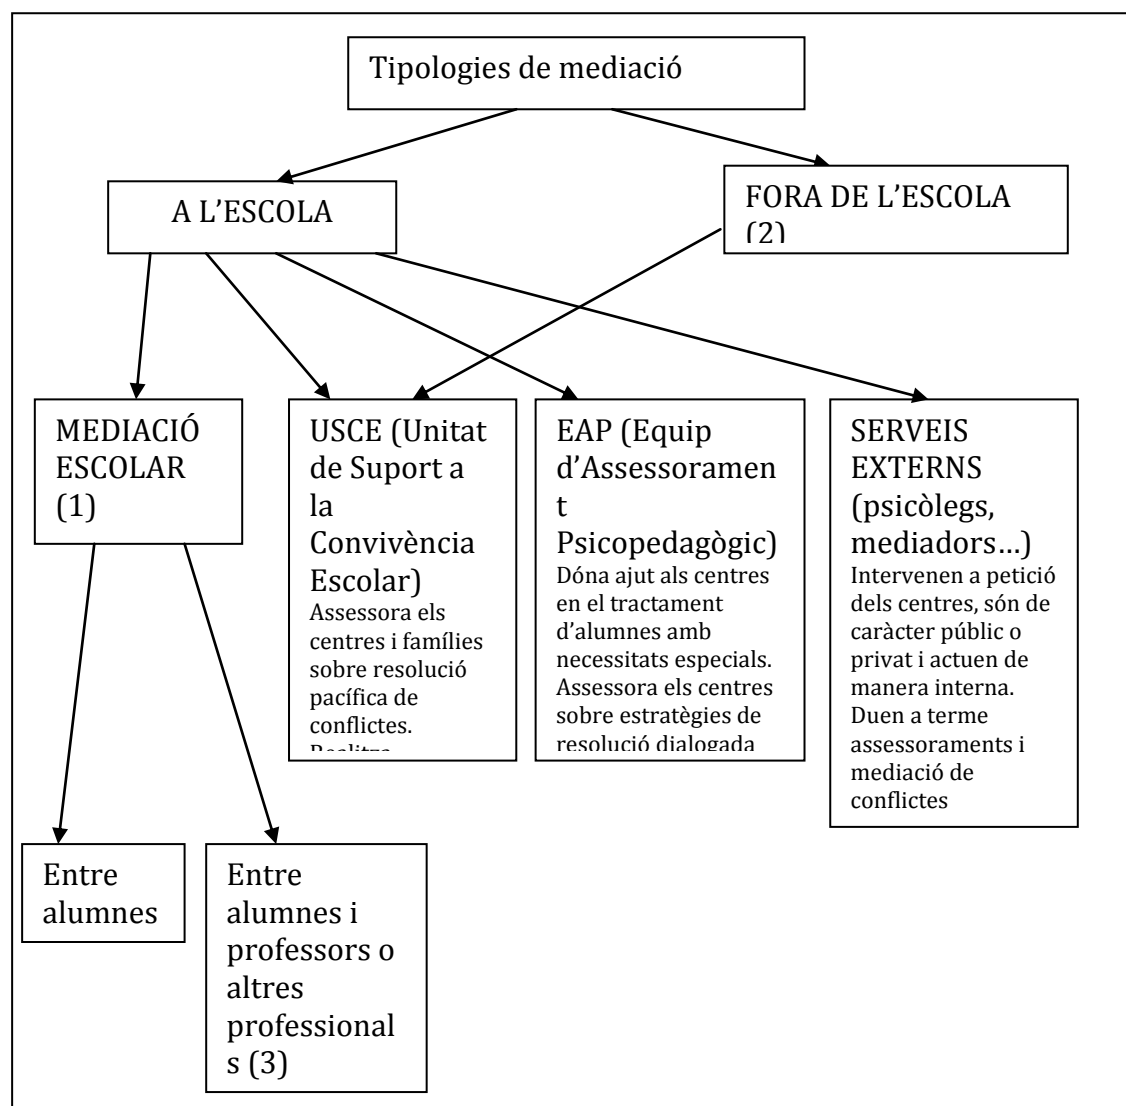 Tipologies de mediació
A L’ESCOLA
FORA DE L’ESCOLA
(2)
MEDIACIÓ
ESCOLAR
(1)
USCE (Unitat
de Suport a
la
Convivència
Escolar)
Assessora els
centres i famílies
sobre resolució
pacífica de
conflictes.
Realitza
EAP (Equip
d’Assessoramen
t
Psicopedagògic)
Dóna ajut als centres
en el tractament
d’alumnes amb
necessitats especials.
Assessora els centres
sobre estratègies de
resolució dialogada
SERVEIS
EXTERNS
(psicòlegs,
mediadors…)
Intervenen a petició
dels centres, són de
caràcter públic o
privat i actuen de
manera interna.
Duen a terme
assessoraments i
mediació de
conflictes
Entre
alumnes
Entre
alumnes i
professors o
altres
professional
s (3)